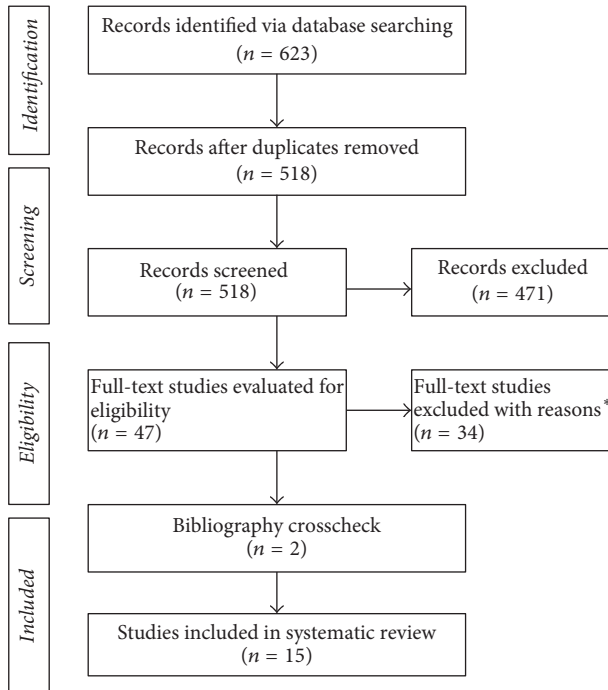 Identification
Records identified via database searching
(n = 623)
Records after duplicates removed
(n = 518)
Screening
Records screened
(n = 518)
Records excluded
(n = 471)
Eligibility
Full-text studies evaluated for
eligibility
(n = 47)
Full-text studies
excluded with reasons*
(n = 34)
Included
Bibliography crosscheck
(n = 2)
Studies included in systematic review
(n = 15)